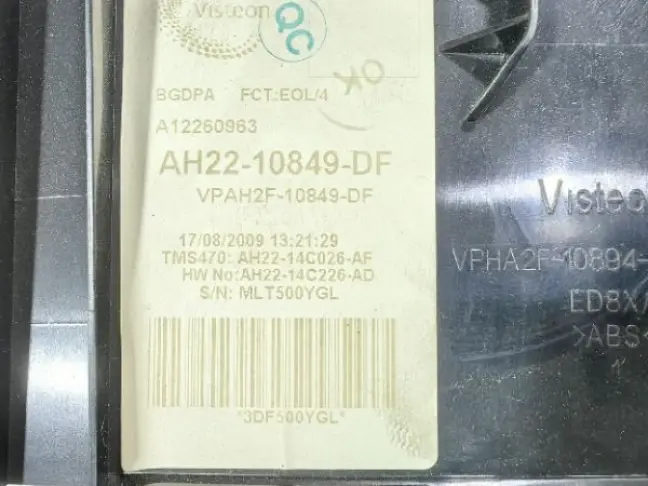 Visteon
QC
OK
BGDPA FCT:EOL/4
A12260963
AH22-10849-DF
VPAH2F-10849-DF
17/08/2009 13:21:29
TMS470: AH22-14C026-AF
HW No:AH22-14C226-AD
S/N: MLT500YGL
*3DF500YGL*
Visteon
VPHA2F-10894-
ED8X/
>ABS